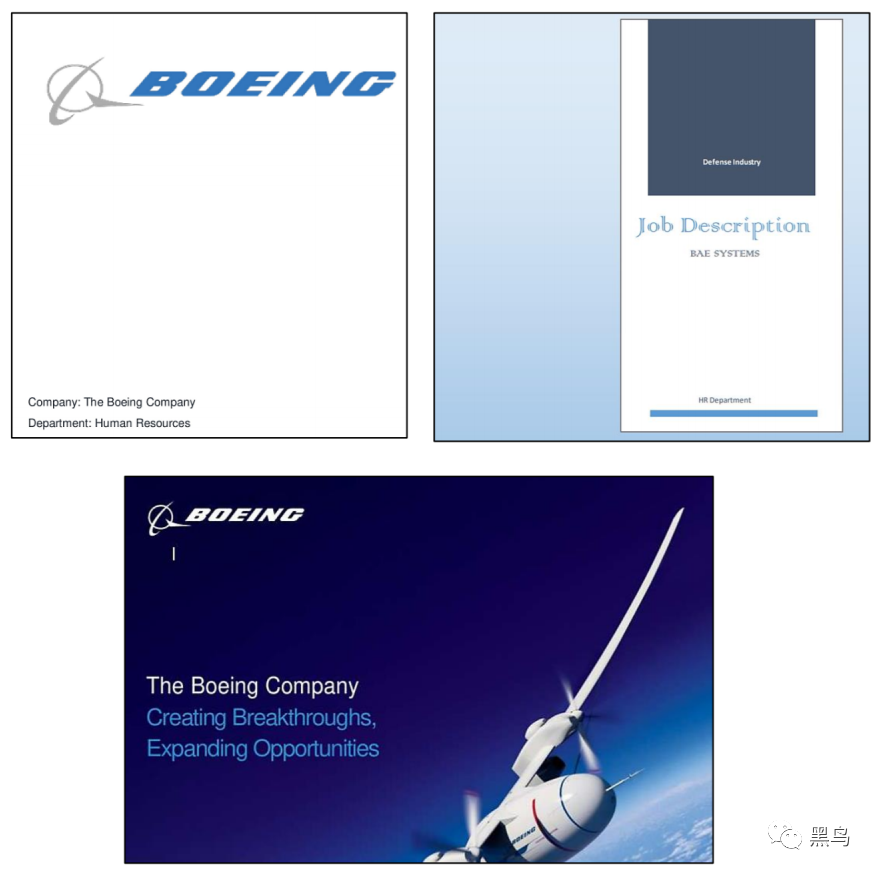 BOEING
Company: The Boeing Company
Department: Human Resources
Defense Industry
Job Description
BAE SYSTEMS
HR Department
BOEING
The Boeing Company
Creating Breakthroughs,
Expanding Opportunities
BOEING
黑鸟